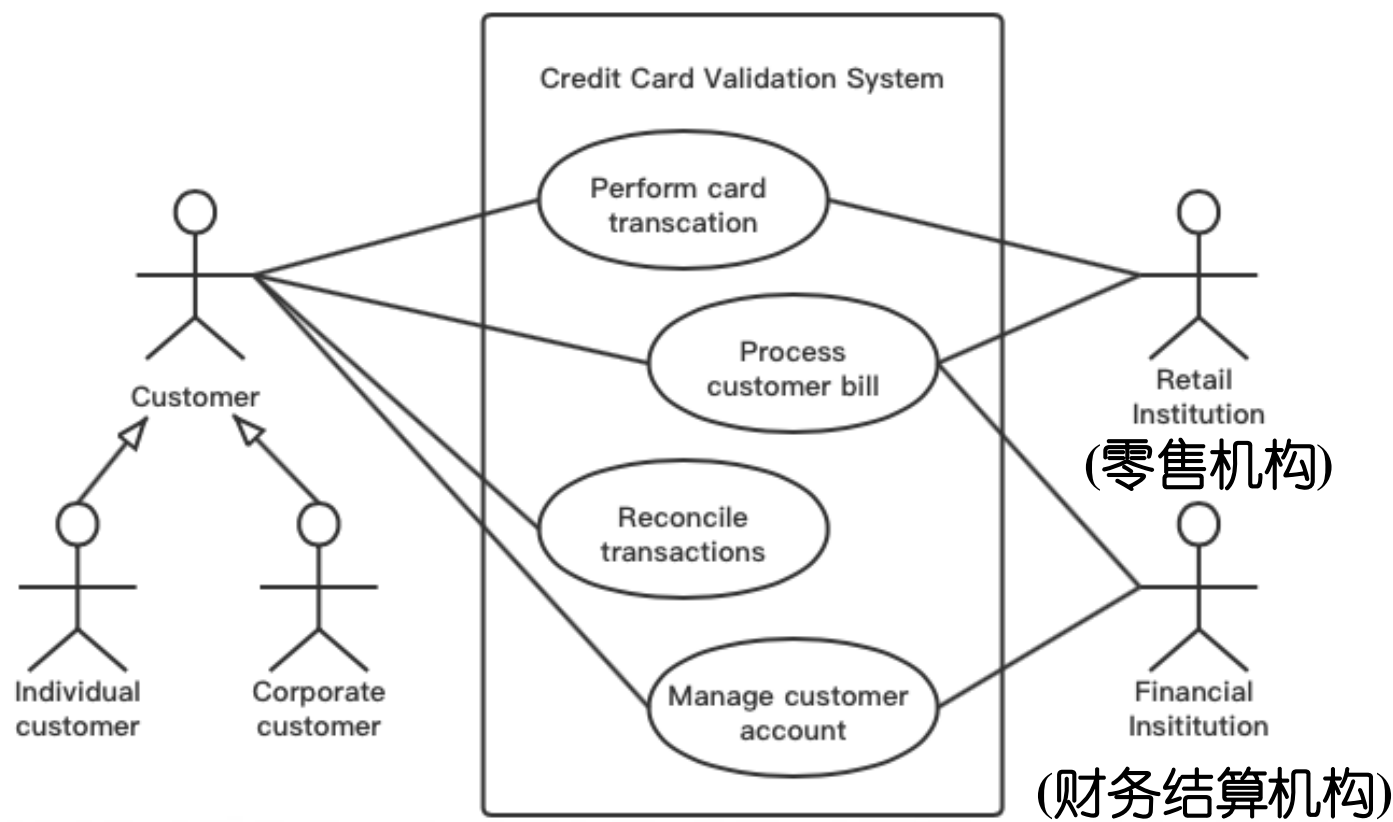 Credit Card Validation System
Perform card
transcation
Process
customer bill
Reconcile
transactions
Manage customer
account
Customer
Individual
customer
Corporate
customer
Retail
Institution
(零售机构)
Financial
Insititution
(财务结算机构)